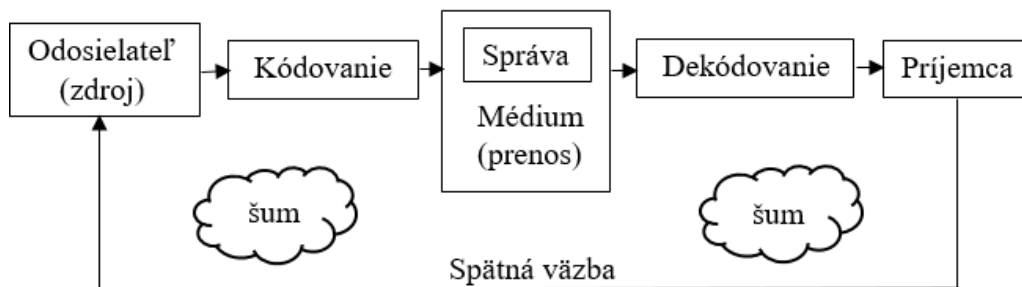 Odosielateľ
(zdroj)
Kódovanie
Správa
Médium
(prenos)
Dekódovanie
Príjemca
šum
šum
Spätná väzba